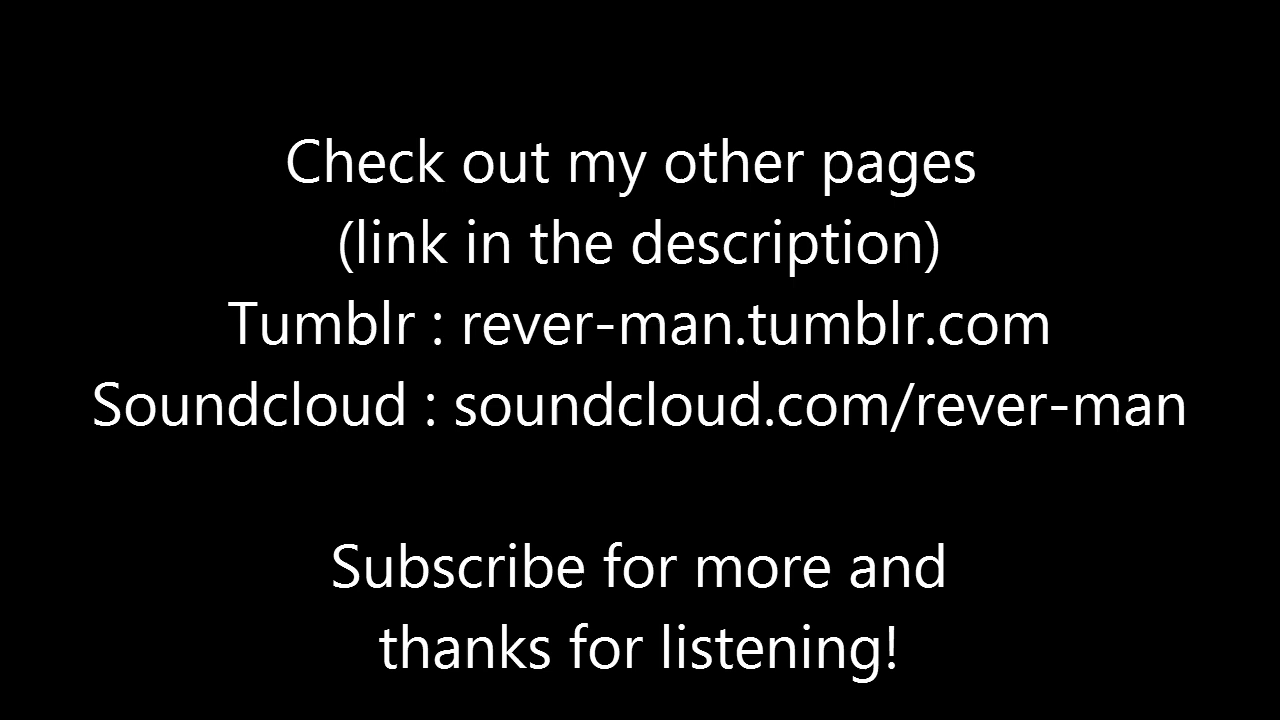 Check out my other pages
(link in the description)
Tumblr : rever-man.tumblr.com
Soundcloud : soundcloud.com/rever-man
Subscribe for more and
thanks for listening!